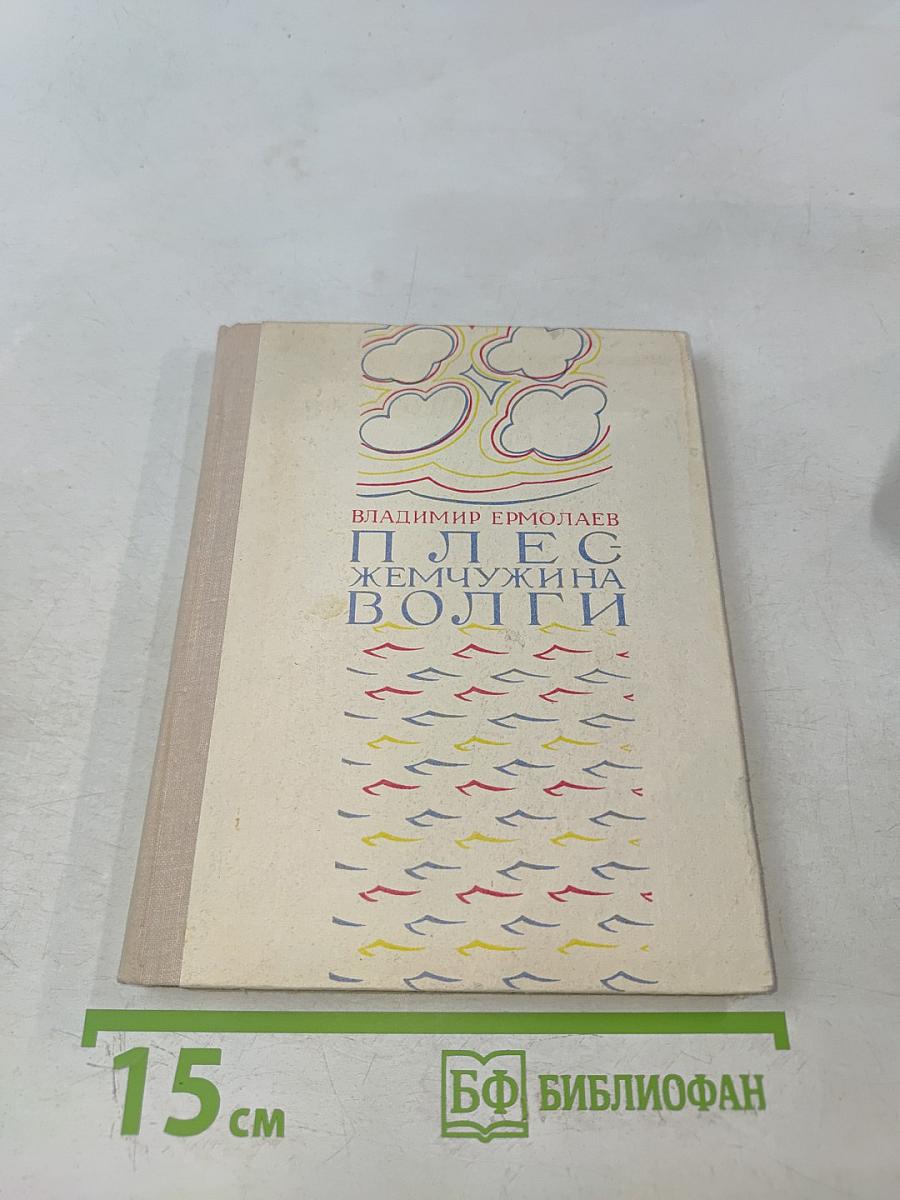 ВЛАДИМИР ЕРМОЛАЕВ
ПЛЕС-
ЖЕМЧУЖИНА
ВОЛГИ
15 см
БФ БИБЛИОФАН